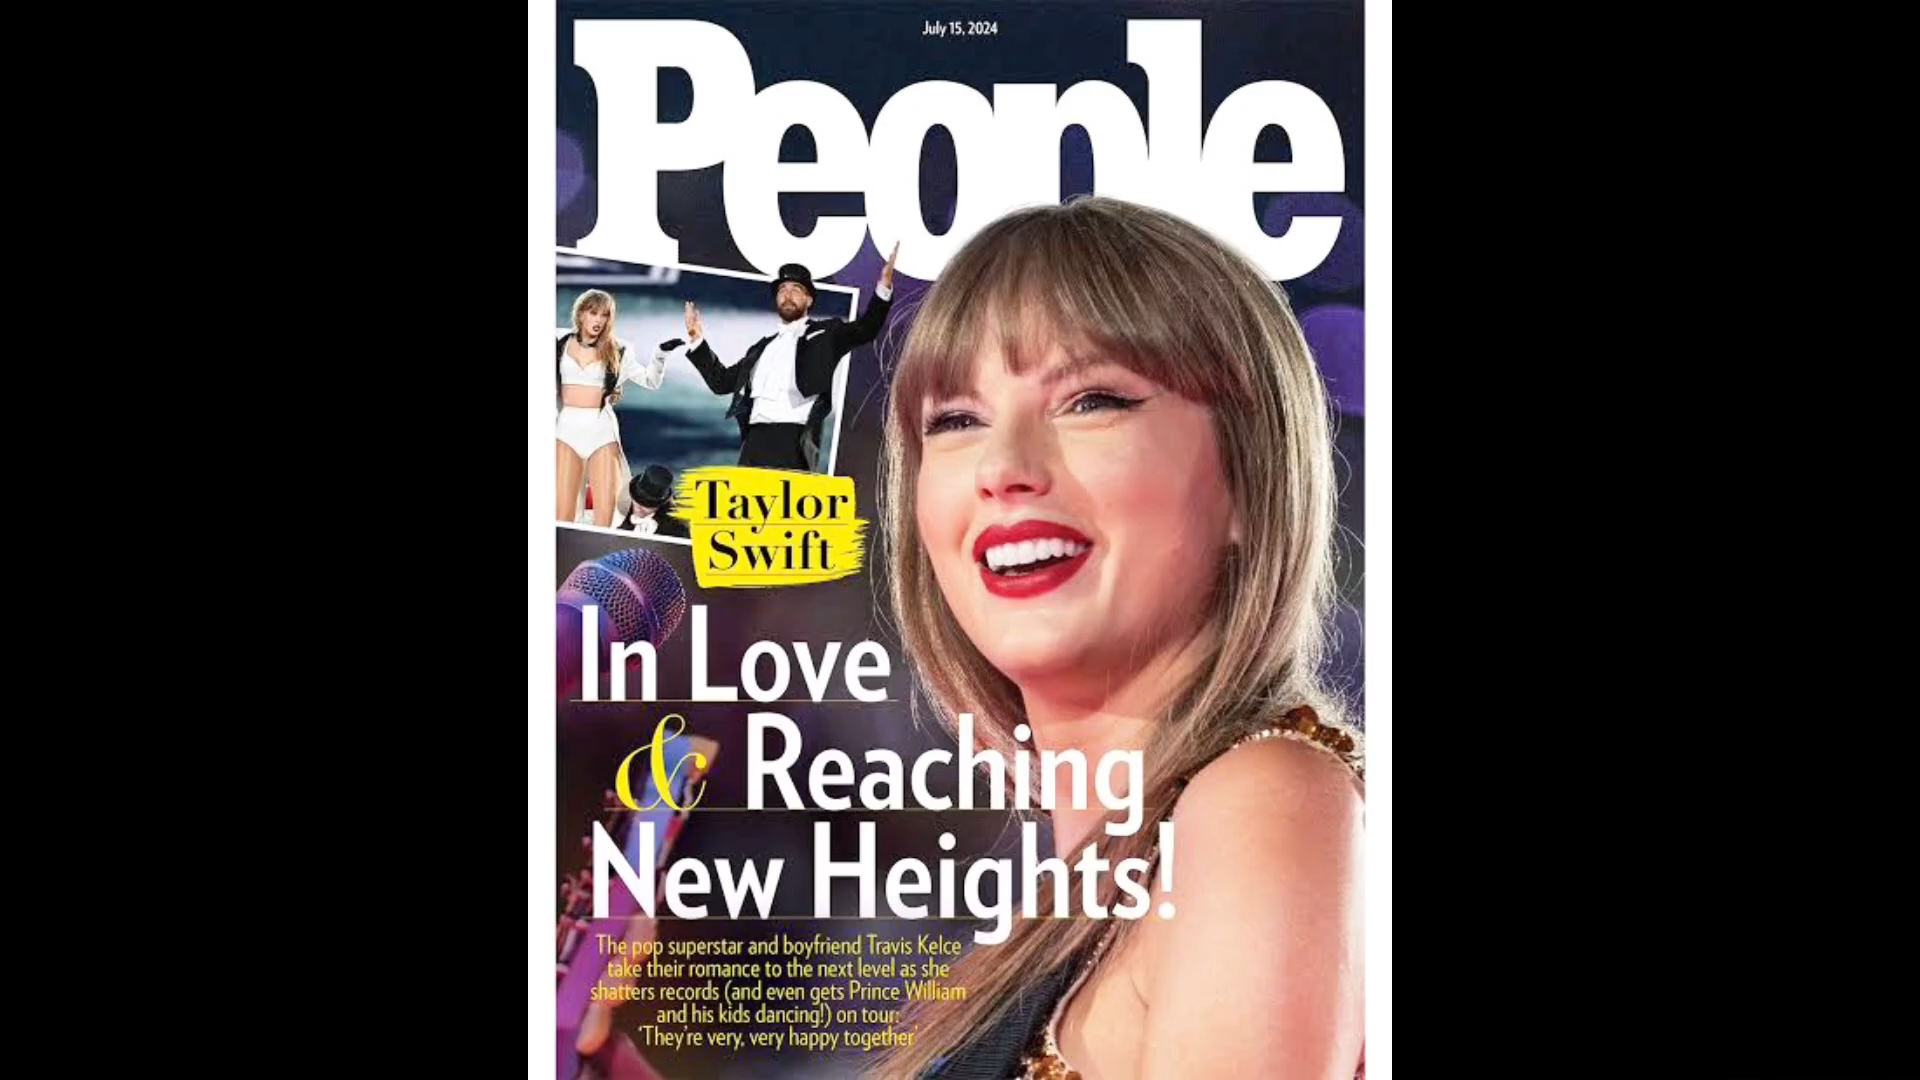 July 15, 2024
People
Taylor
Swift
In Love
& Reaching
New Heights!
The pop superstar and boyfriend Travis Kelce
take their romance to the next level as she
shatters records (and even gets Prince William
and his kids dancing!) on tour:
‘They’re very, very happy together’